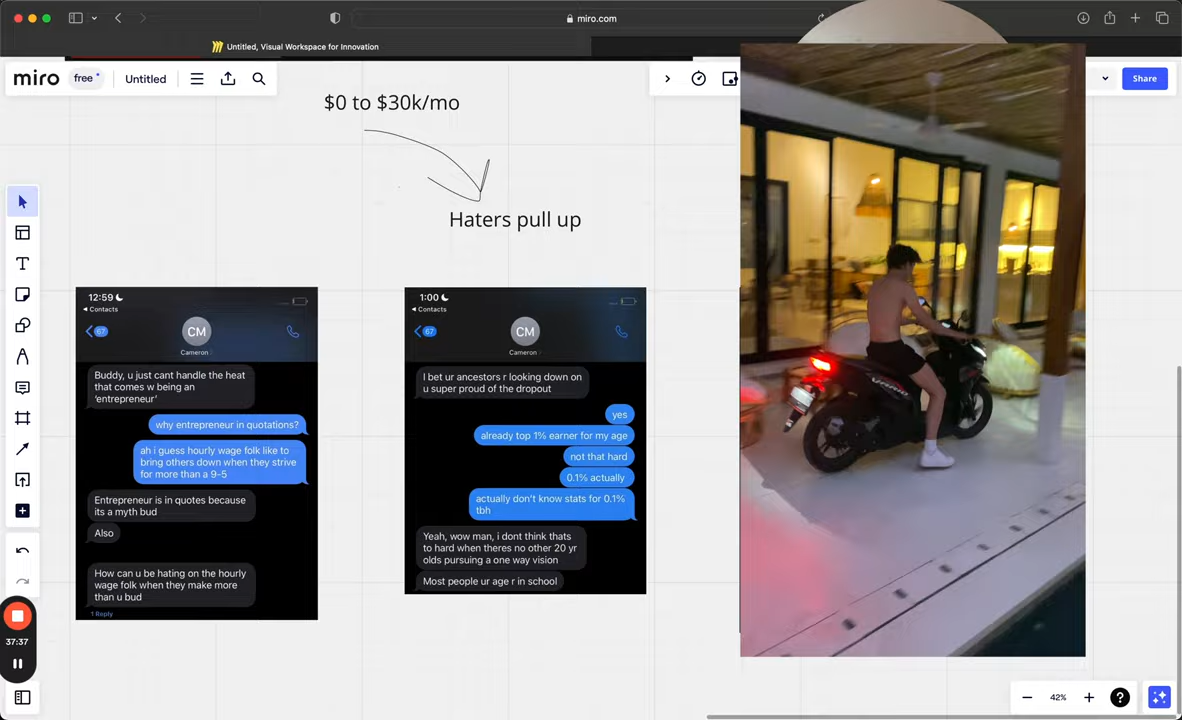 miro.com
Untitled, Visual Workspace for Innovation
miro
free
Untitled
Share
$0 to $30k/mo
Haters pull up
12:59
Contacts
67
CM
Cameron
Buddy, u just cant handle the heat
that comes w being an
'entrepreneur'
why entrepreneur in quotations?
ah i guess hourly wage folk like to
bring others down when they strive
for more than a 9-5
Entrepreneur is in quotes because
its a myth bud
Also
How can u be hating on the hourly
wage folk when they make more
than u bud
1 Reply
1:00
Contacts
67
CM
Cameron
I bet ur ancestors r looking down on
u super proud of the dropout
yes
already top 1% earner for my age
not that hard
0.1% actually
actually don't know stats for 0.1%
tbh
Yeah, wow man, i dont think thats
to hard when theres no other 20 yr
olds pursuing a one way vision
Most people ur age r in school
VARIO
37:37
42%